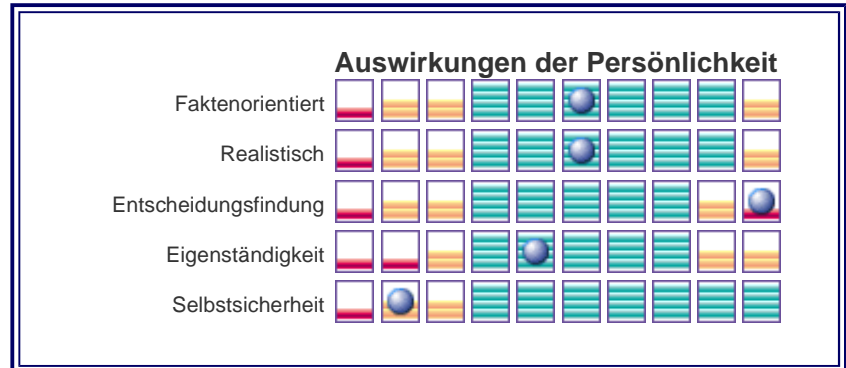 Auswirkungen der Persönlichkeit
Faktenorientiert
Realistisch
Entscheidungsfindung
Eigenständigkeit
Selbstsicherheit